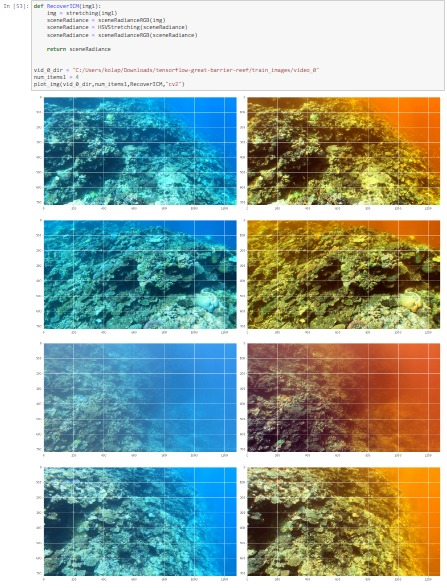 In [53]: def RecoverICM(img1):
img = stretching(img1)
sceneRadiance = sceneRadianceRGB(img)
sceneRadiance = HSVStretching(sceneRadiance)
sceneRadiance = sceneRadianceRGB(sceneRadiance)
return sceneRadiance
vid_0_dir = "C:/Users/kolap/Downloads/tensorflow-great-barrier-reef/train_images/video_0"
num_items1 = 4
plot_img(vid_0_dir,num_items1,RecoverICM,"cv2")